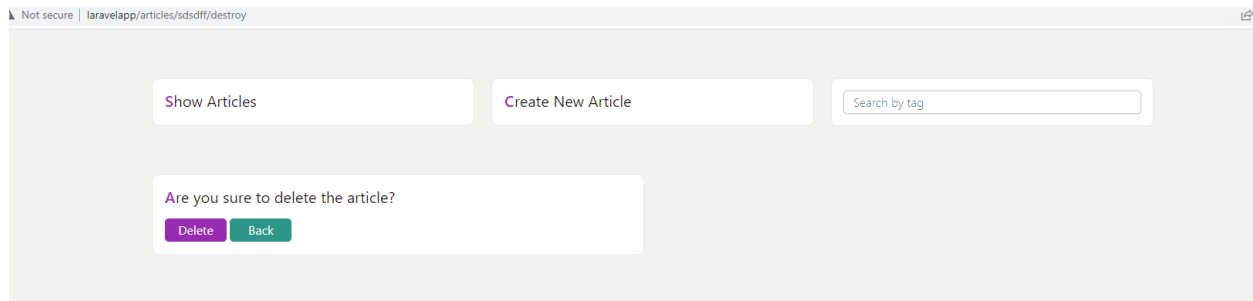 Not secure | laravelapp/articles/sdsdff/destroy
Show Articles
Create New Article
Search by tag
Are you sure to delete the article?
Delete
Back